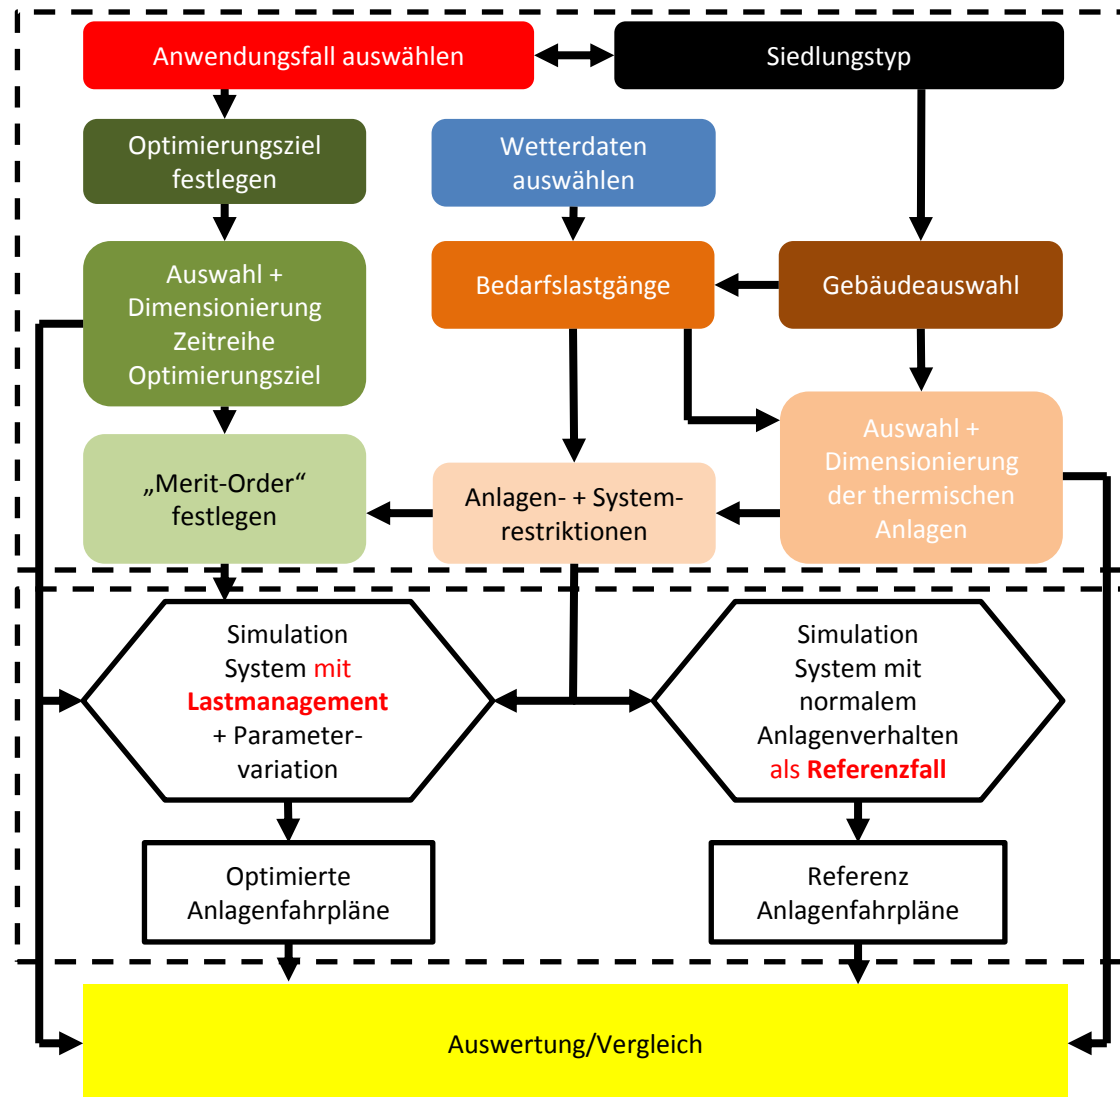 Anwendungsfall auswählen
Siedlungstyp
Optimierungsziel
festlegen
Wetterdaten
auswählen
Auswahl +
Dimensionierung
Zeitreihe
Optimierungsziel
Bedarfslastgänge
Gebäudeauswahl
„Merit-Order“
festlegen
Anlagen- + System-
restriktionen
Auswahl +
Dimensionierung
der thermischen
Anlagen
Simulation
System mit
Lastmanagement
+ Parameter-
variation
Simulation
System mit
normalem
Anlagenverhalten
als Referenzfall
Optimierte
Anlagenfahrpläne
Referenz
Anlagenfahrpläne
Auswertung/Vergleich